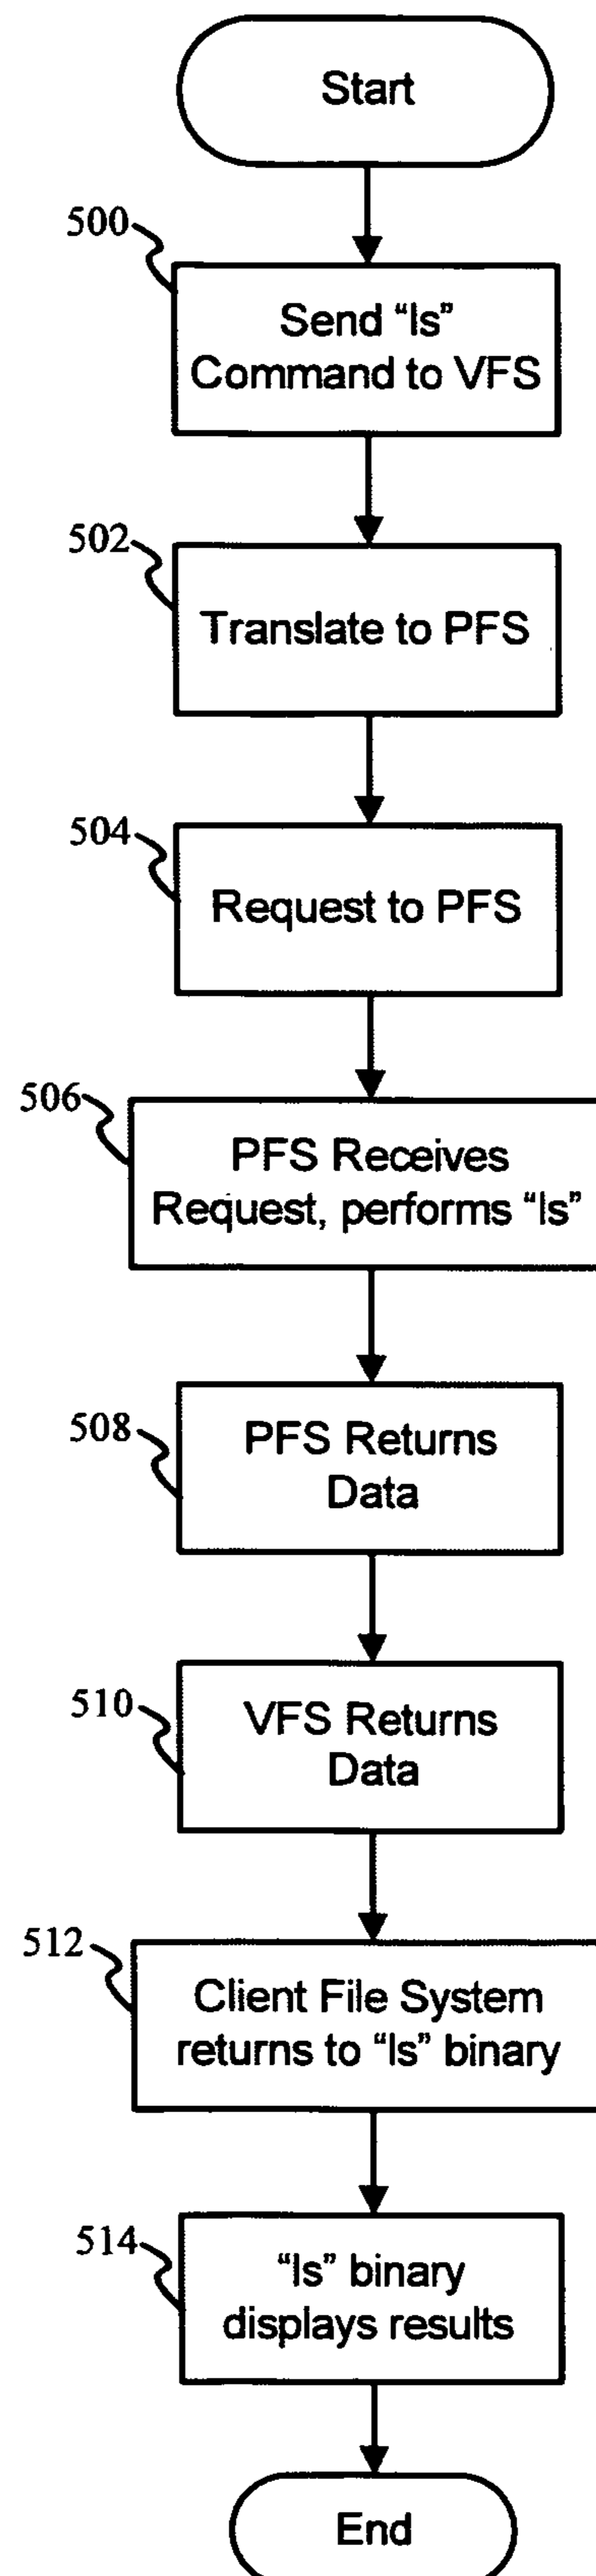 Start
500
Send “ls”
Command to VFS
502
Translate to PFS
504
Request to PFS
506
PFS Receives
Request, performs “ls”
508
PFS Returns
Data
510
VFS Returns
Data
512
Client File System
returns to “ls” binary
514
“ls” binary
displays results
End